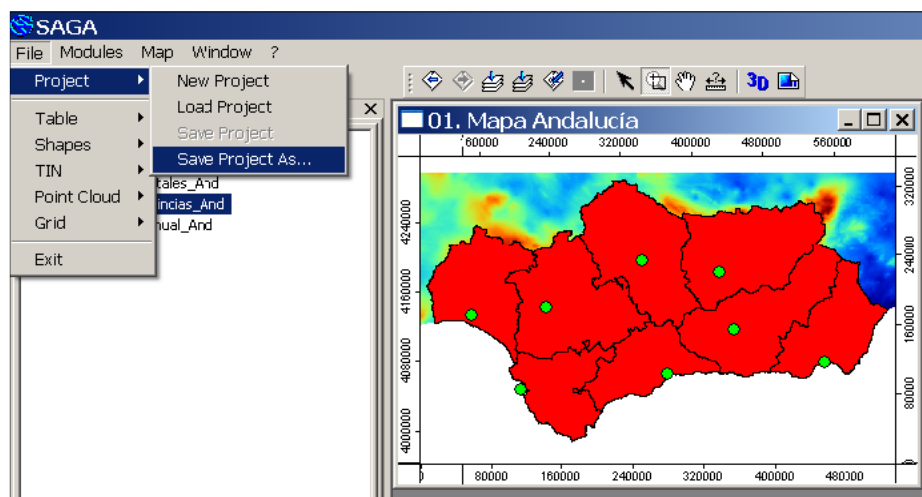 SAGA
File Modules Map Window ?
Project
Table
Shapes
TIN
Point Cloud
Grid
Exit
New Project
Load Project
Save Project
Save Project As...
tales_And
incias_And
nual_And
3D
01. Mapa Andalucía
60000 240000 320000 400000 480000 560000
4240000
4160000
4080000
4000000
320000
240000
160000
80000
0
0 80000 160000 240000 320000 400000 480000